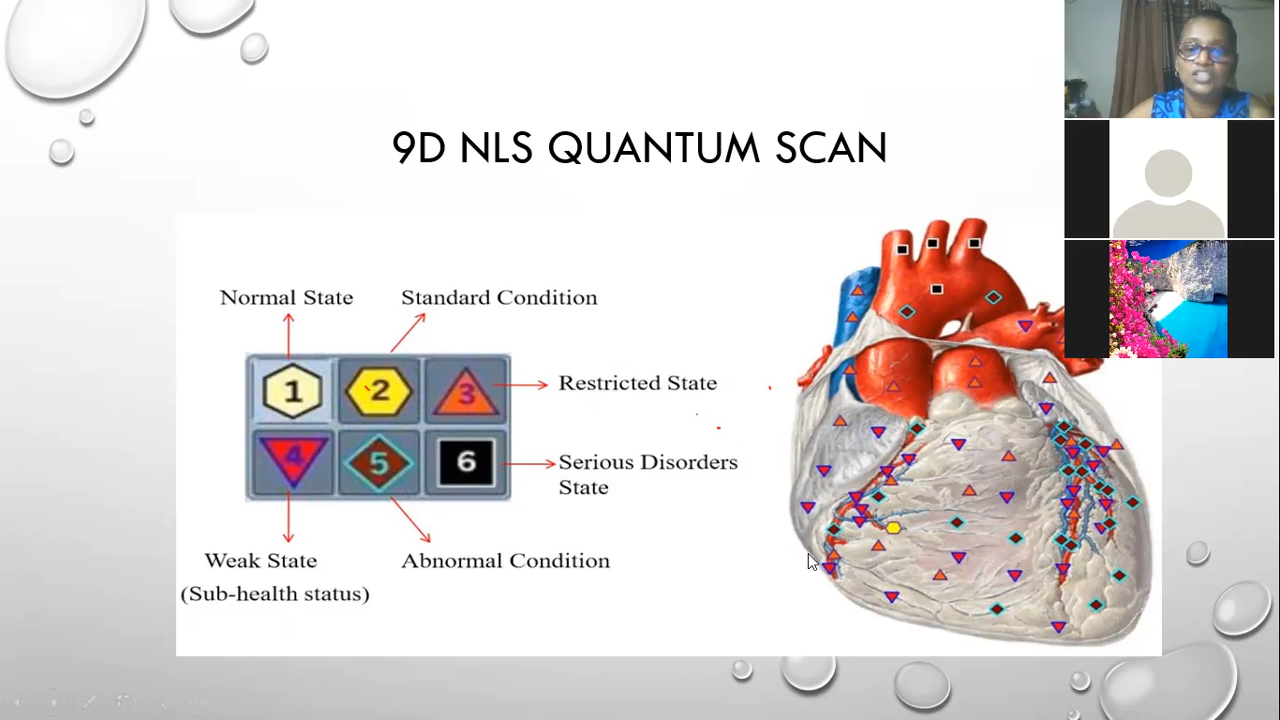 9D NLS QUANTUM SCAN
Normal State
Standard Condition
1
2
3
Restricted State
4
5
6
Serious Disorders
State
Weak State
Abnormal Condition
(Sub-health status)